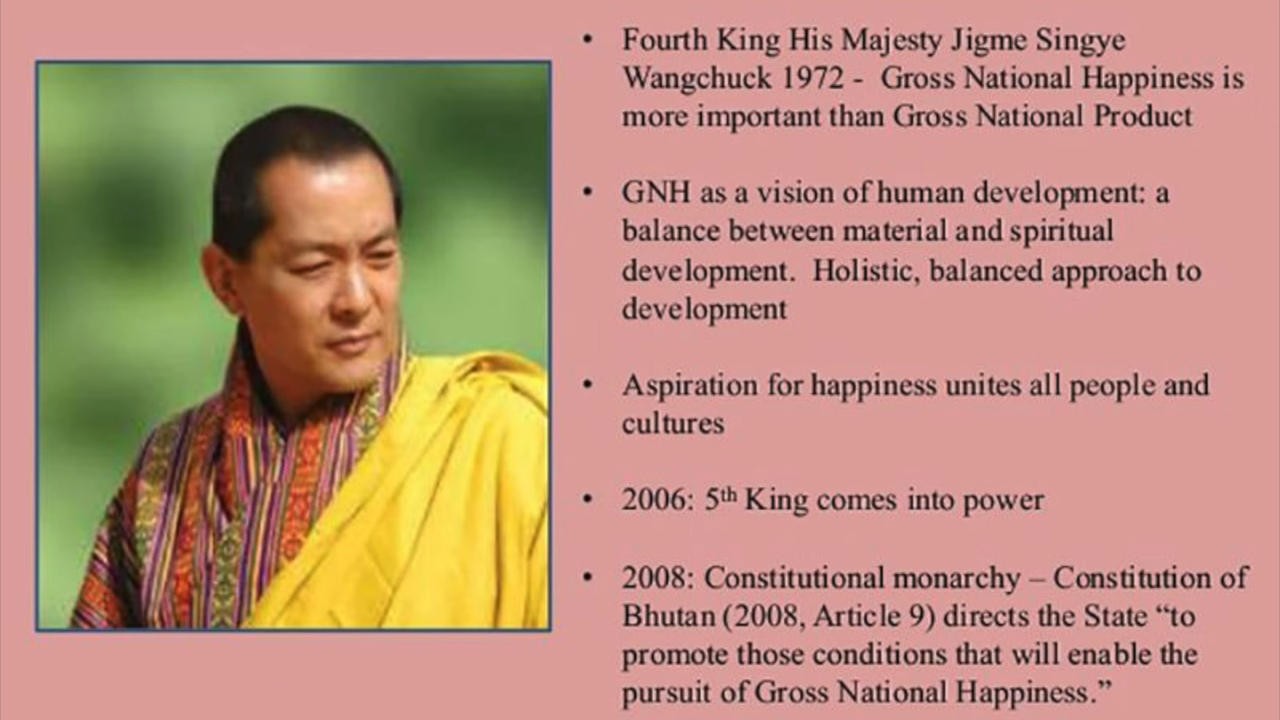 • Fourth King His Majesty Jigme Singye
Wangchuck 1972 - Gross National Happiness is
more important than Gross National Product
• GNH as a vision of human development: a
balance between material and spiritual
development. Holistic, balanced approach to
development
• Aspiration for happiness unites all people and
cultures
• 2006: 5th King comes into power
• 2008: Constitutional monarchy – Constitution of
Bhutan (2008, Article 9) directs the State “to
promote those conditions that will enable the
pursuit of Gross National Happiness.”